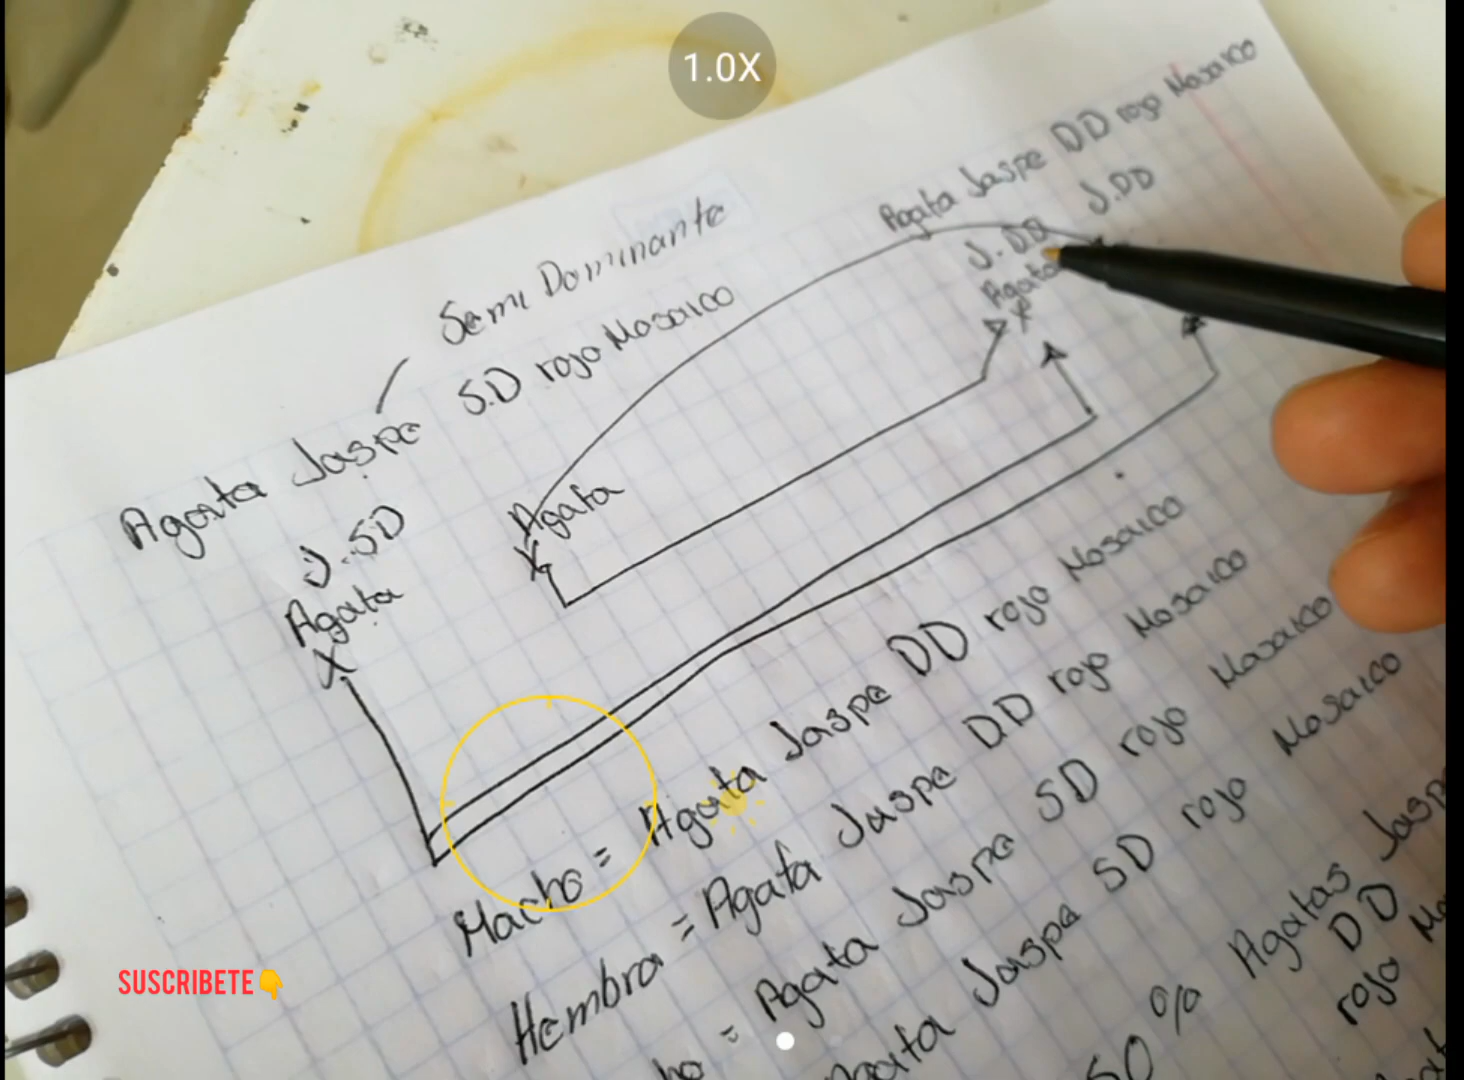 1.0X
Semi Dominante
Agata Jaspe S.D rojo Mosaico
Agata Jaspe DD rojo Mosaico
J.SD
Agata
X
Agata
X
J.DD
J.DD
Agata
X
Macho = Agata Jaspe DD rojo Mosaico
Hembra = Agata Jaspe DD rojo Mosaico
= Agata Jaspe SD rojo Mosaico
Agata Jaspe SD rojo Mosaico
50 % Agatas
DD
rojo
SUSCRIBETE👇